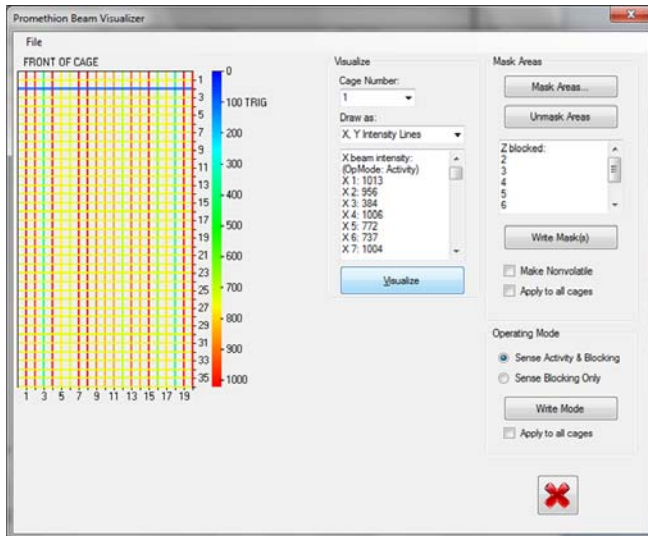 Promethion Beam Visualizer
File
FRONT OF CAGE
1
3
5
7
9
11
13
15
17
19
21
23
25
27
29
31
33
35
1 3 5 7 9 11 13 15 17 19
0
100 TRIG
200
300
400
500
600
700
800
900
1000
Visualize
Cage Number:
1
Draw as:
X, Y Intensity Lines
X beam intensity:
(OpMode: Activity)
X 1: 1013
X 2: 956
X 3: 384
X 4: 1006
X 5: 772
X 6: 737
X 7: 1004
Visualize
Mask Areas
Mask Areas...
Unmask Areas
Z blocked:
2
3
4
5
6
Write Mask(s)
Make Nonvolatile
Apply to all cages
Operating Mode
Sense Activity & Blocking
Sense Blocking Only
Write Mode
Apply to all cages